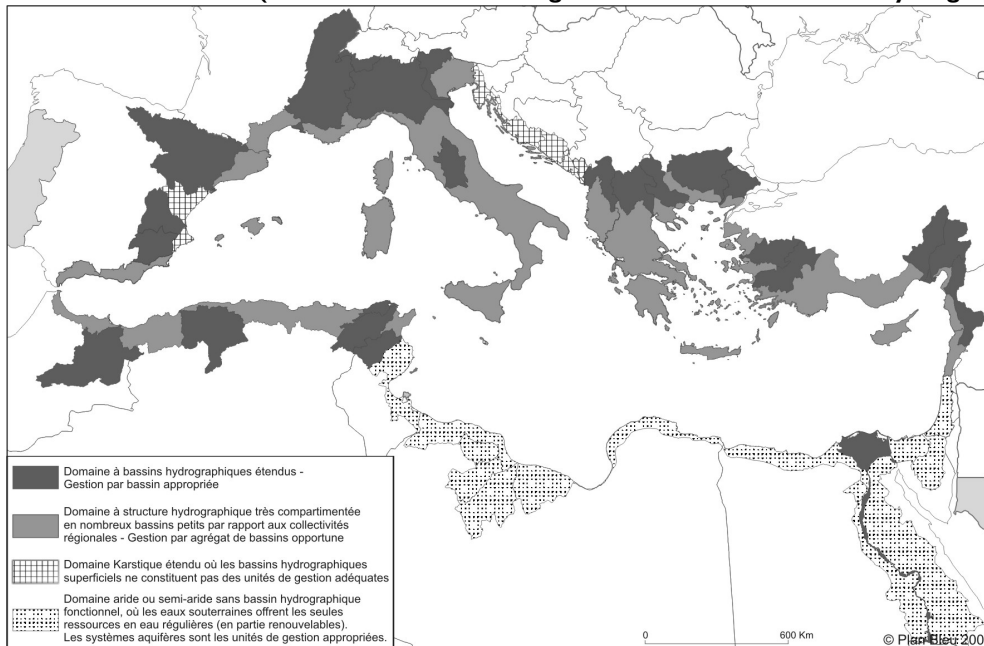 Domaine à bassins hydrographiques étendus -
Gestion par bassin appropriée
Domaine à structure hydrographique très compartimentée
en nombreux bassins petits par rapport aux collectivités
régionales - Gestion par agrégat de bassins opportune
Domaine Karstique étendu où les bassins hydrographiques
superficiels ne constituent pas des unités de gestion adéquates
Domaine aride ou semi-aride sans bassin hydrographique
fonctionnel, où les eaux souterraines offrent les seules
ressources en eau régulières (en partie renouvelables).
Les systèmes aquifères sont les unités de gestion appropriées.
0 600 Km
© Plan Bleu 200